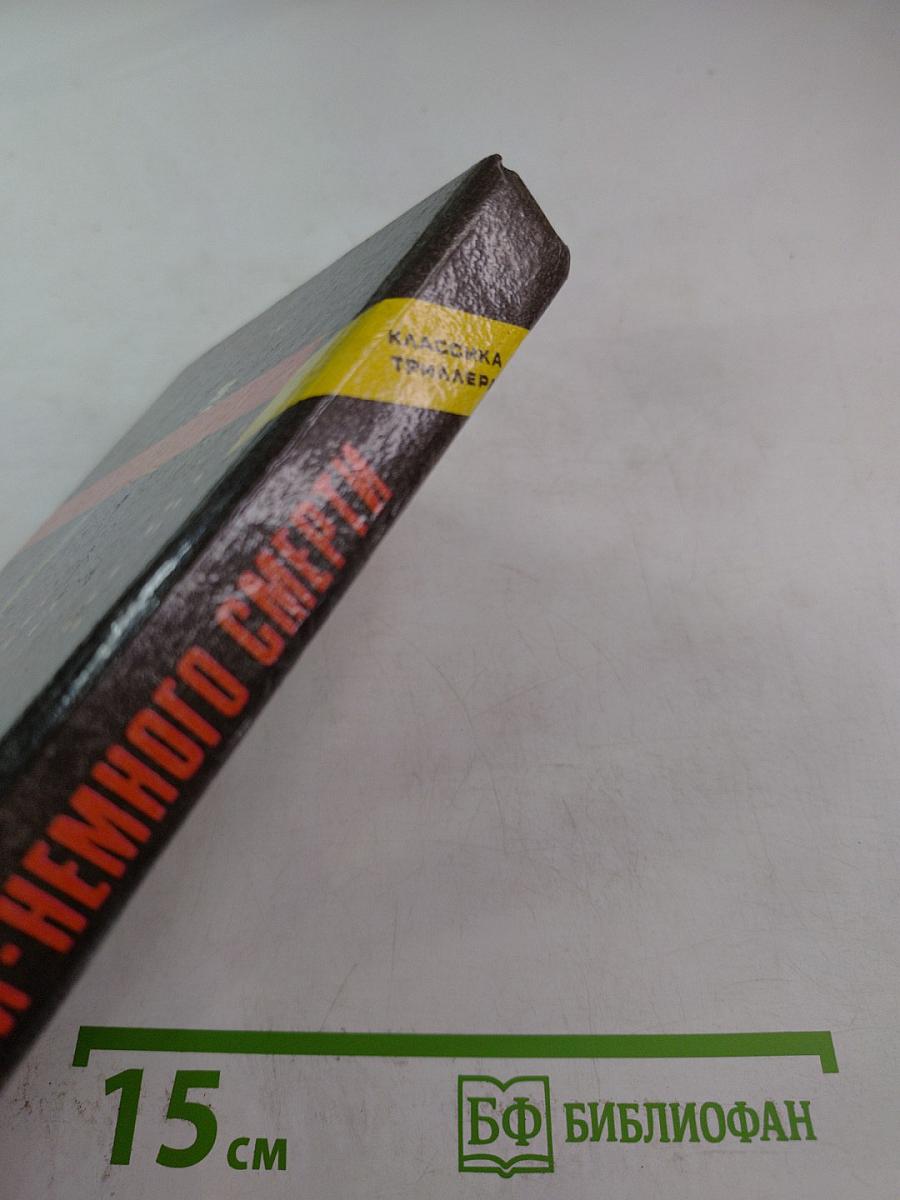 КЛАССИКА
ТРИЛЛЕРА
- НЕМНОГО СМЕРТИ
15 см
БФ БИБЛИОФАН